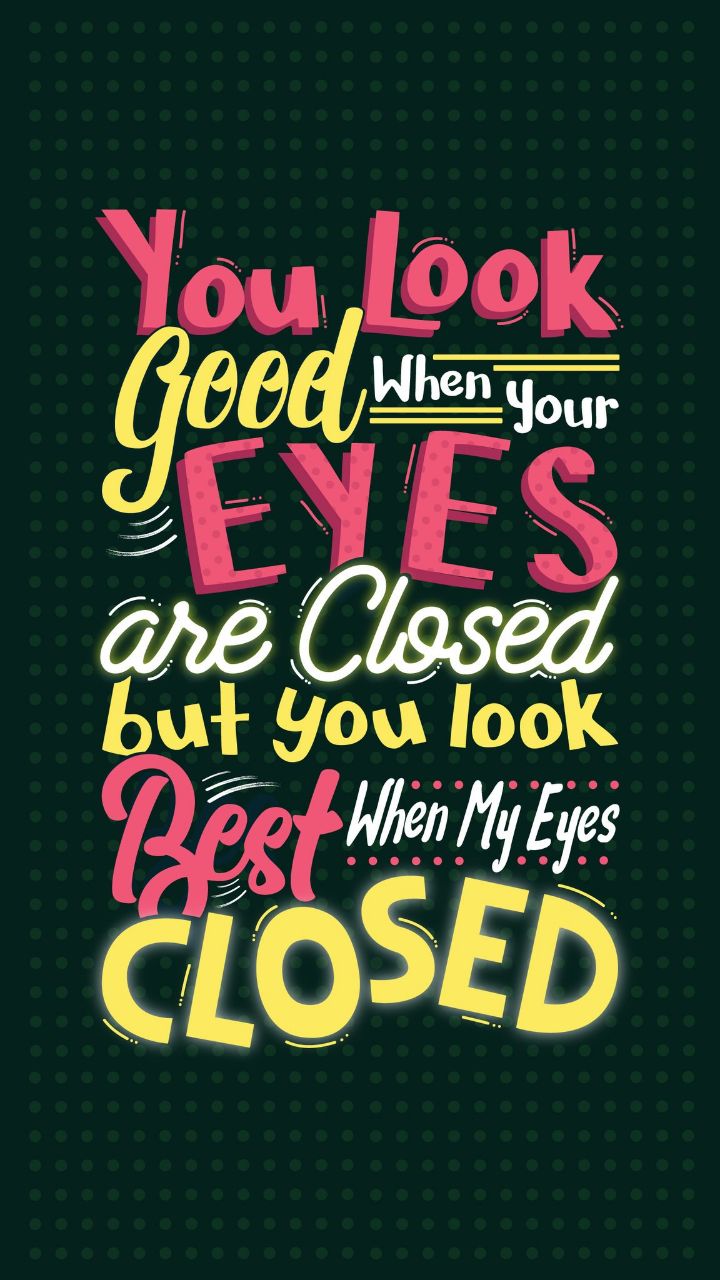 You Look
Good When your
EYES
are Closed
but you look
Best When My Eyes
CLOSED